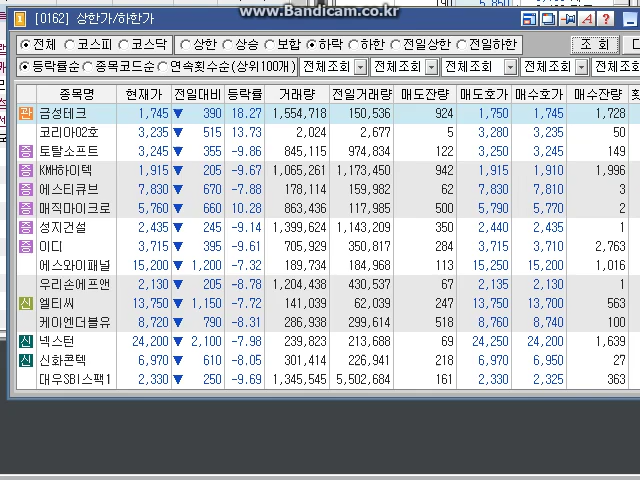 www.Bandicam.co.kr
[0162] 상한가/하한가
전체 코스피 코스닥 상한 상승 보합 하락 하한 전일상한 전일하한 조 회
등락률순 종목코드순 연속횟수순(상위100개) 전체조회 전체조회 전체조회 전체조회 전체조
종목명 현재가 전일대비 등락률 거래량 전일거래량 매도잔량 매도호가 매수호가 매수잔량 횟
관 금성테크 1,745 ▼ 390 18.27 1,554,718 150,536 924 1,750 1,745 1,728
코리아02호 3,235 ▼ 515 13.73 2,024 2,677 5 3,280 3,235 50
증 토탈소프트 3,245 ▼ 355 -9.86 845,115 974,834 122 3,250 3,245 149
증 KMH하이텍 1,915 ▼ 205 -9.67 1,065,261 1,173,450 942 1,915 1,910 1,996
증 에스티큐브 7,830 ▼ 670 -7.88 178,114 159,982 62 7,830 7,810 3
증 매직마이크로 5,760 ▼ 660 10.28 863,436 117,985 500 5,790 5,770 2
증 성지건설 2,435 ▼ 245 -9.14 1,399,624 1,143,209 350 2,440 2,435 1
증 이디 3,715 ▼ 395 -9.61 705,929 350,817 284 3,715 3,710 2,763
에스와이패널 15,200 ▼ 1,200 -7.32 189,734 184,968 113 15,250 15,200 1,016
우리손에프앤 2,130 ▼ 205 -8.78 1,204,438 430,537 67 2,135 2,130 1
신 엘티씨 13,750 ▼ 1,150 -7.72 141,039 62,039 247 13,750 13,700 563
케이엔더블유 8,720 ▼ 790 -8.31 286,938 299,614 518 8,760 8,740 100
신 넥스턴 24,200 ▼ 2,100 -7.98 239,823 213,688 69 24,250 24,200 1,639
신 신화콘텍 6,970 ▼ 610 -8.05 301,414 226,941 218 6,970 6,950 27
대우SBI스팩1 2,330 ▼ 250 -9.69 1,345,545 5,502,684 161 2,330 2,325 363